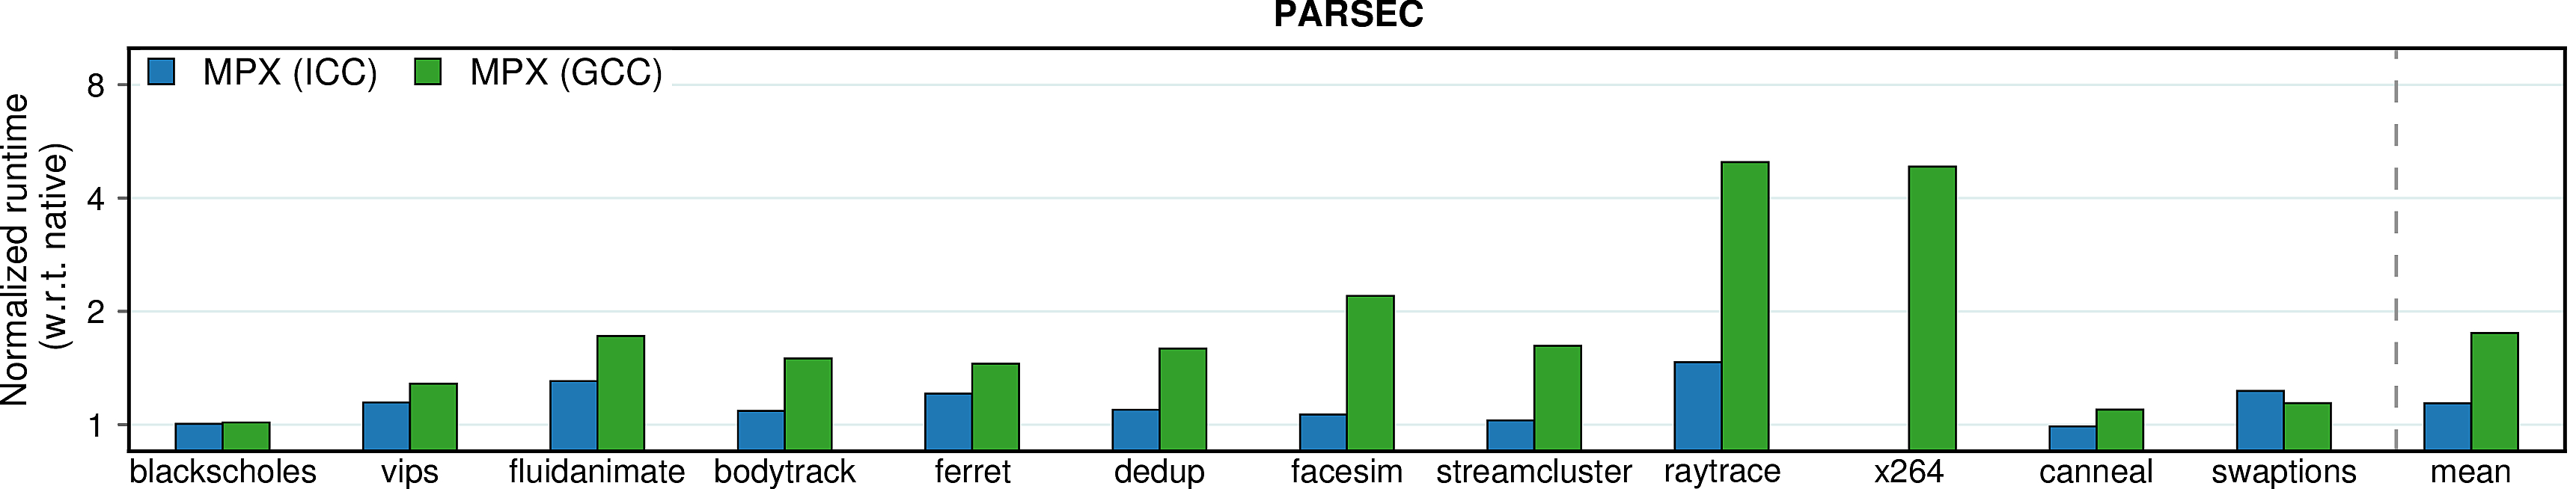 PARSEC
MPX (ICC) MPX (GCC)
Normalized runtime
(w.r.t. native)
8
4
2
1
blackscholes vips fluidanimate bodytrack ferret dedup facesim streamcluster raytrace x264 canneal swaptions mean